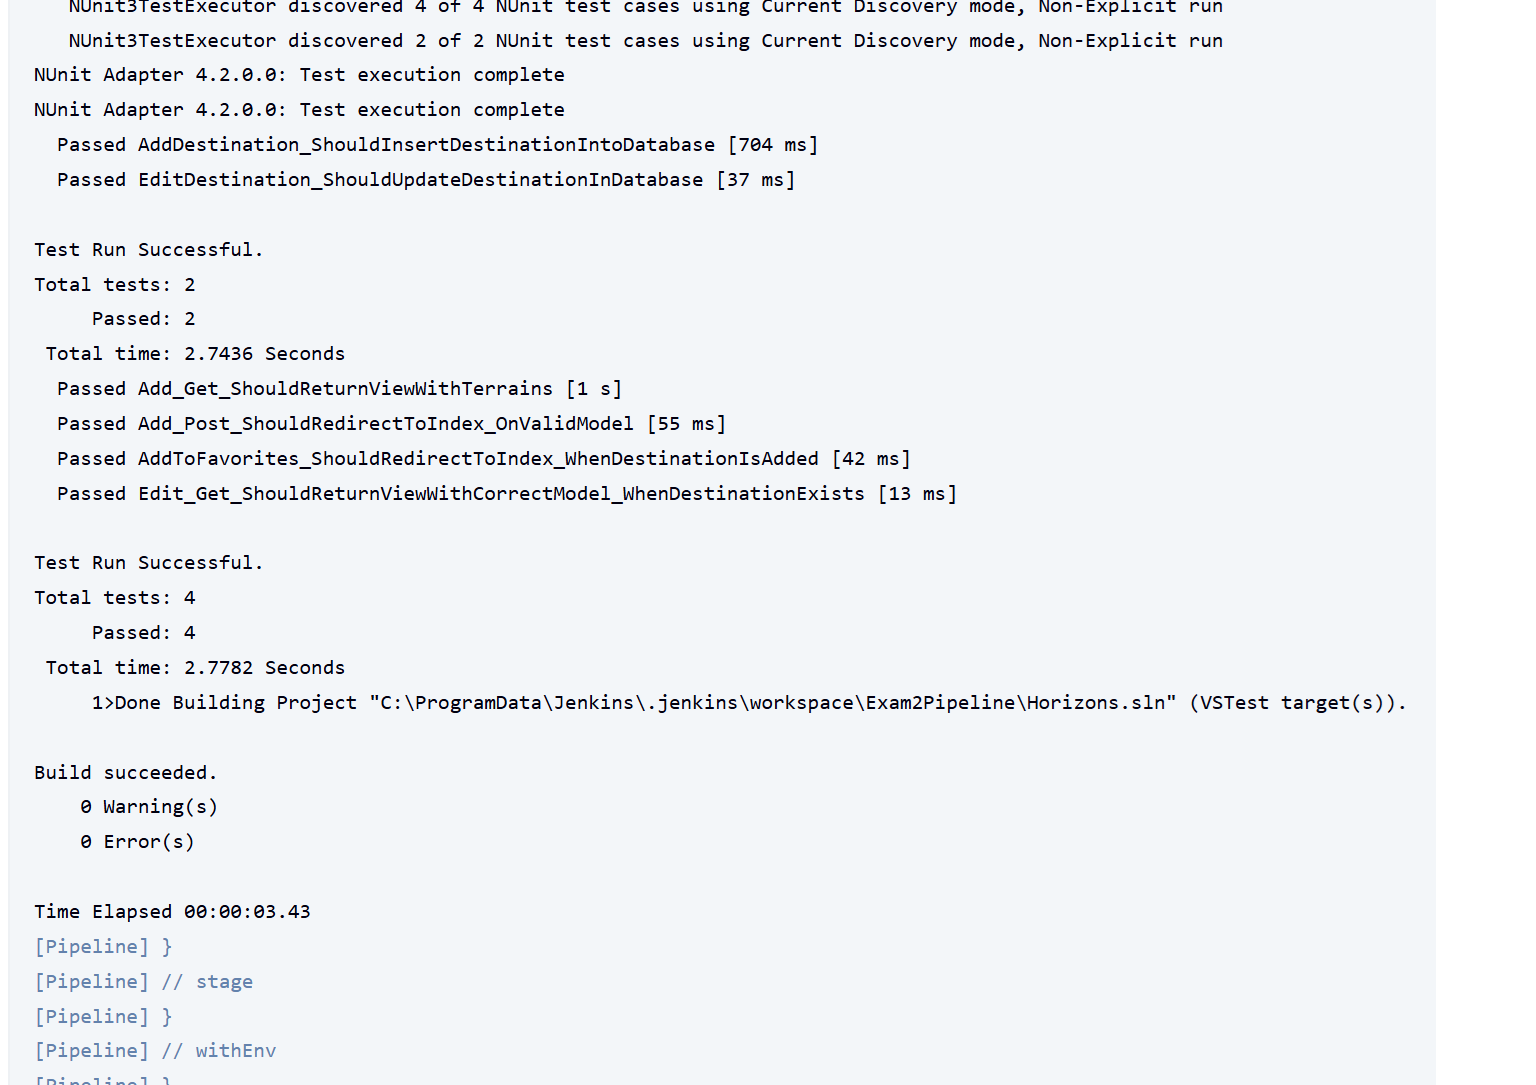 NUnit3TestExecutor discovered 4 of 4 NUnit test cases using Current Discovery mode, Non-Explicit run
NUnit3TestExecutor discovered 2 of 2 NUnit test cases using Current Discovery mode, Non-Explicit run
NUnit Adapter 4.2.0.0: Test execution complete
NUnit Adapter 4.2.0.0: Test execution complete
Passed AddDestination_ShouldInsertDestinationIntoDatabase [704 ms]
Passed EditDestination_ShouldUpdateDestinationInDatabase [37 ms]
Test Run Successful.
Total tests: 2
Passed: 2
Total time: 2.7436 Seconds
Passed Add_Get_ShouldReturnViewWithTerrains [1 s]
Passed Add_Post_ShouldRedirectToIndex_OnValidModel [55 ms]
Passed AddToFavorites_ShouldRedirectToIndex_WhenDestinationIsAdded [42 ms]
Passed Edit_Get_ShouldReturnViewWithCorrectModel_WhenDestinationExists [13 ms]
Test Run Successful.
Total tests: 4
Passed: 4
Total time: 2.7782 Seconds
1>Done Building Project "C:\ProgramData\Jenkins\.jenkins\workspace\Exam2Pipeline\Horizons.sln" (VSTest target(s)).
Build succeeded.
0 Warning(s)
0 Error(s)
Time Elapsed 00:00:03.43
[Pipeline] }
[Pipeline] // stage
[Pipeline] }
[Pipeline] // withEnv
[Pipeline] }